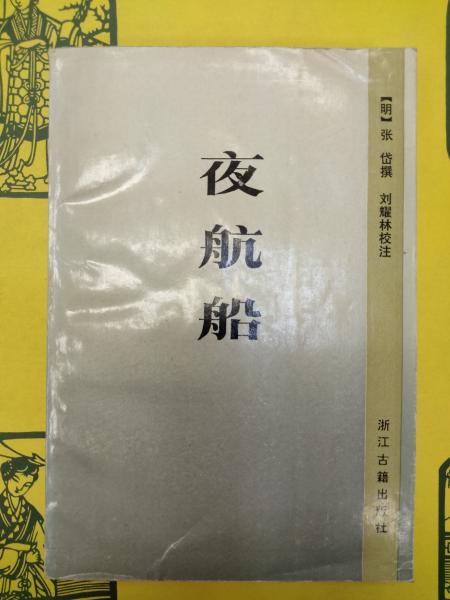 夜航船
【明】张岱撰 刘耀林校注
浙江古籍出版社